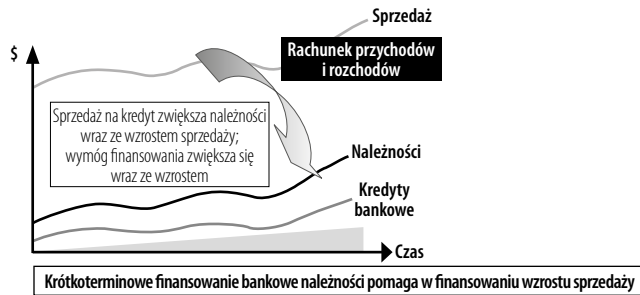 Sprzedaż
$
Rachunek przychodów
i rozchodów
Sprzedaż na kredyt zwiększa należności
wraz ze wzrostem sprzedaży;
wymóg finansowania zwiększa się
wraz ze wzrostem
Należności
Kredyty
bankowe
Czas
Krótkoterminowe finansowanie bankowe należności pomaga w finansowaniu wzrostu sprzedaży